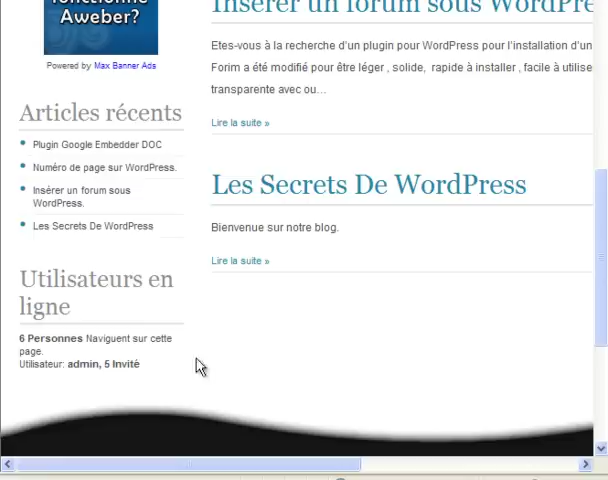 fonctionne
Aweber?
Powered by Max Banner Ads
Articles récents
Plugin Google Embedder DOC
Numéro de page sur WordPress.
Insérer un forum sous
WordPress.
Les Secrets De WordPress
Utilisateurs en
ligne
6 Personnes Naviguent sur cette
page.
Utilisateur: admin, 5 Invité
Insérer un forum sous WordPre
Etes-vous à la recherche d'un plugin pour WordPress pour l'installation d'un
Forim a été modifié pour être léger , solide, rapide à installer , facile à utilise
transparente avec ou…
Lire la suite »
Les Secrets De WordPress
Bienvenue sur notre blog.
Lire la suite »